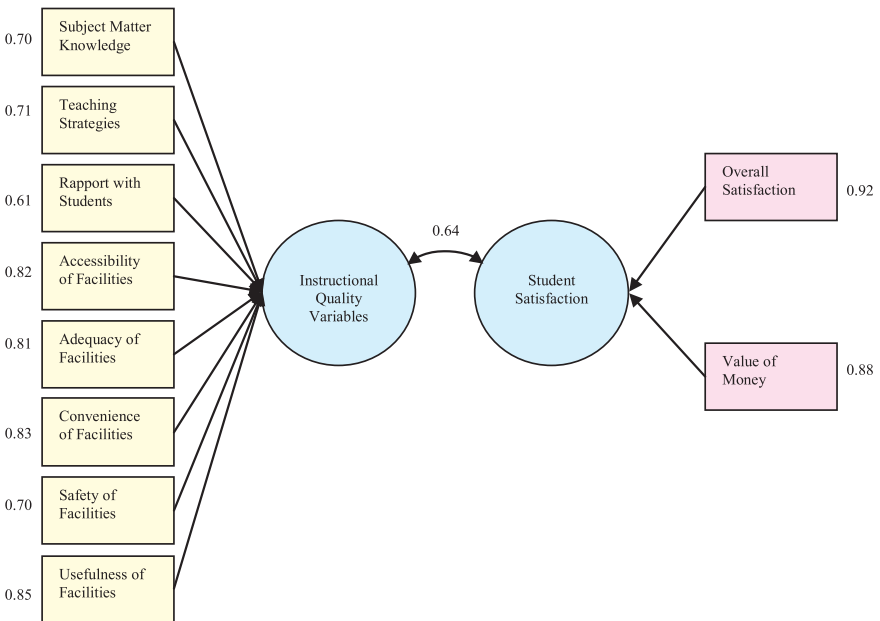 0.70
Subject Matter
Knowledge
0.71
Teaching
Strategies
0.61
Rapport with
Students
0.82
Accessibility
of Facilities
0.81
Adequacy of
Facilities
0.83
Convenience
of Facilities
0.70
Safety of
Facilities
0.85
Usefulness of
Facilities
Instructional
Quality
Variables
0.64
Student
Satisfaction
Overall
Satisfaction
0.92
Value of
Money
0.88